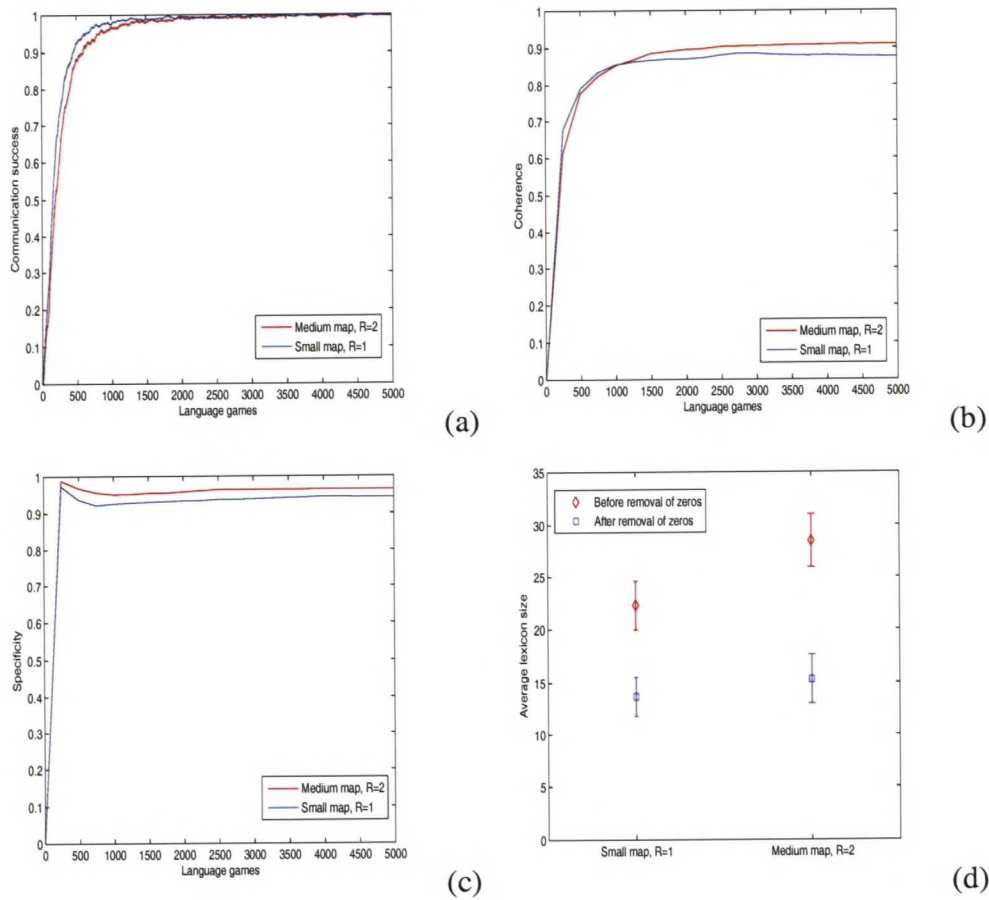 1
0.9
0.8
0.7
0.6
0.5
0.4
0.3
0.2
0.1
0
Communication success
Medium map, R=2
Small map, R=1
0 500 1000 1500 2000 2500 3000 3500 4000 4500 5000
Language games
(a)
1
0.9
0.8
0.7
0.6
0.5
0.4
0.3
0.2
0.1
0
Coherence
Medium map, R=2
Small map, R=1
0 500 1000 1500 2000 2500 3000 3500 4000 4500 5000
Language games
(b)
1
0.9
0.8
0.7
0.6
0.5
0.4
0.3
0.2
0.1
0
Specificity
Medium map, R=2
Small map, R=1
0 500 1000 1500 2000 2500 3000 3500 4000 4500 5000
Language games
(c)
35
30
25
20
15
10
5
0
Average lexicon size
Before removal of zeros
After removal of zeros
Small map, R=1 Medium map, R=2
(d)